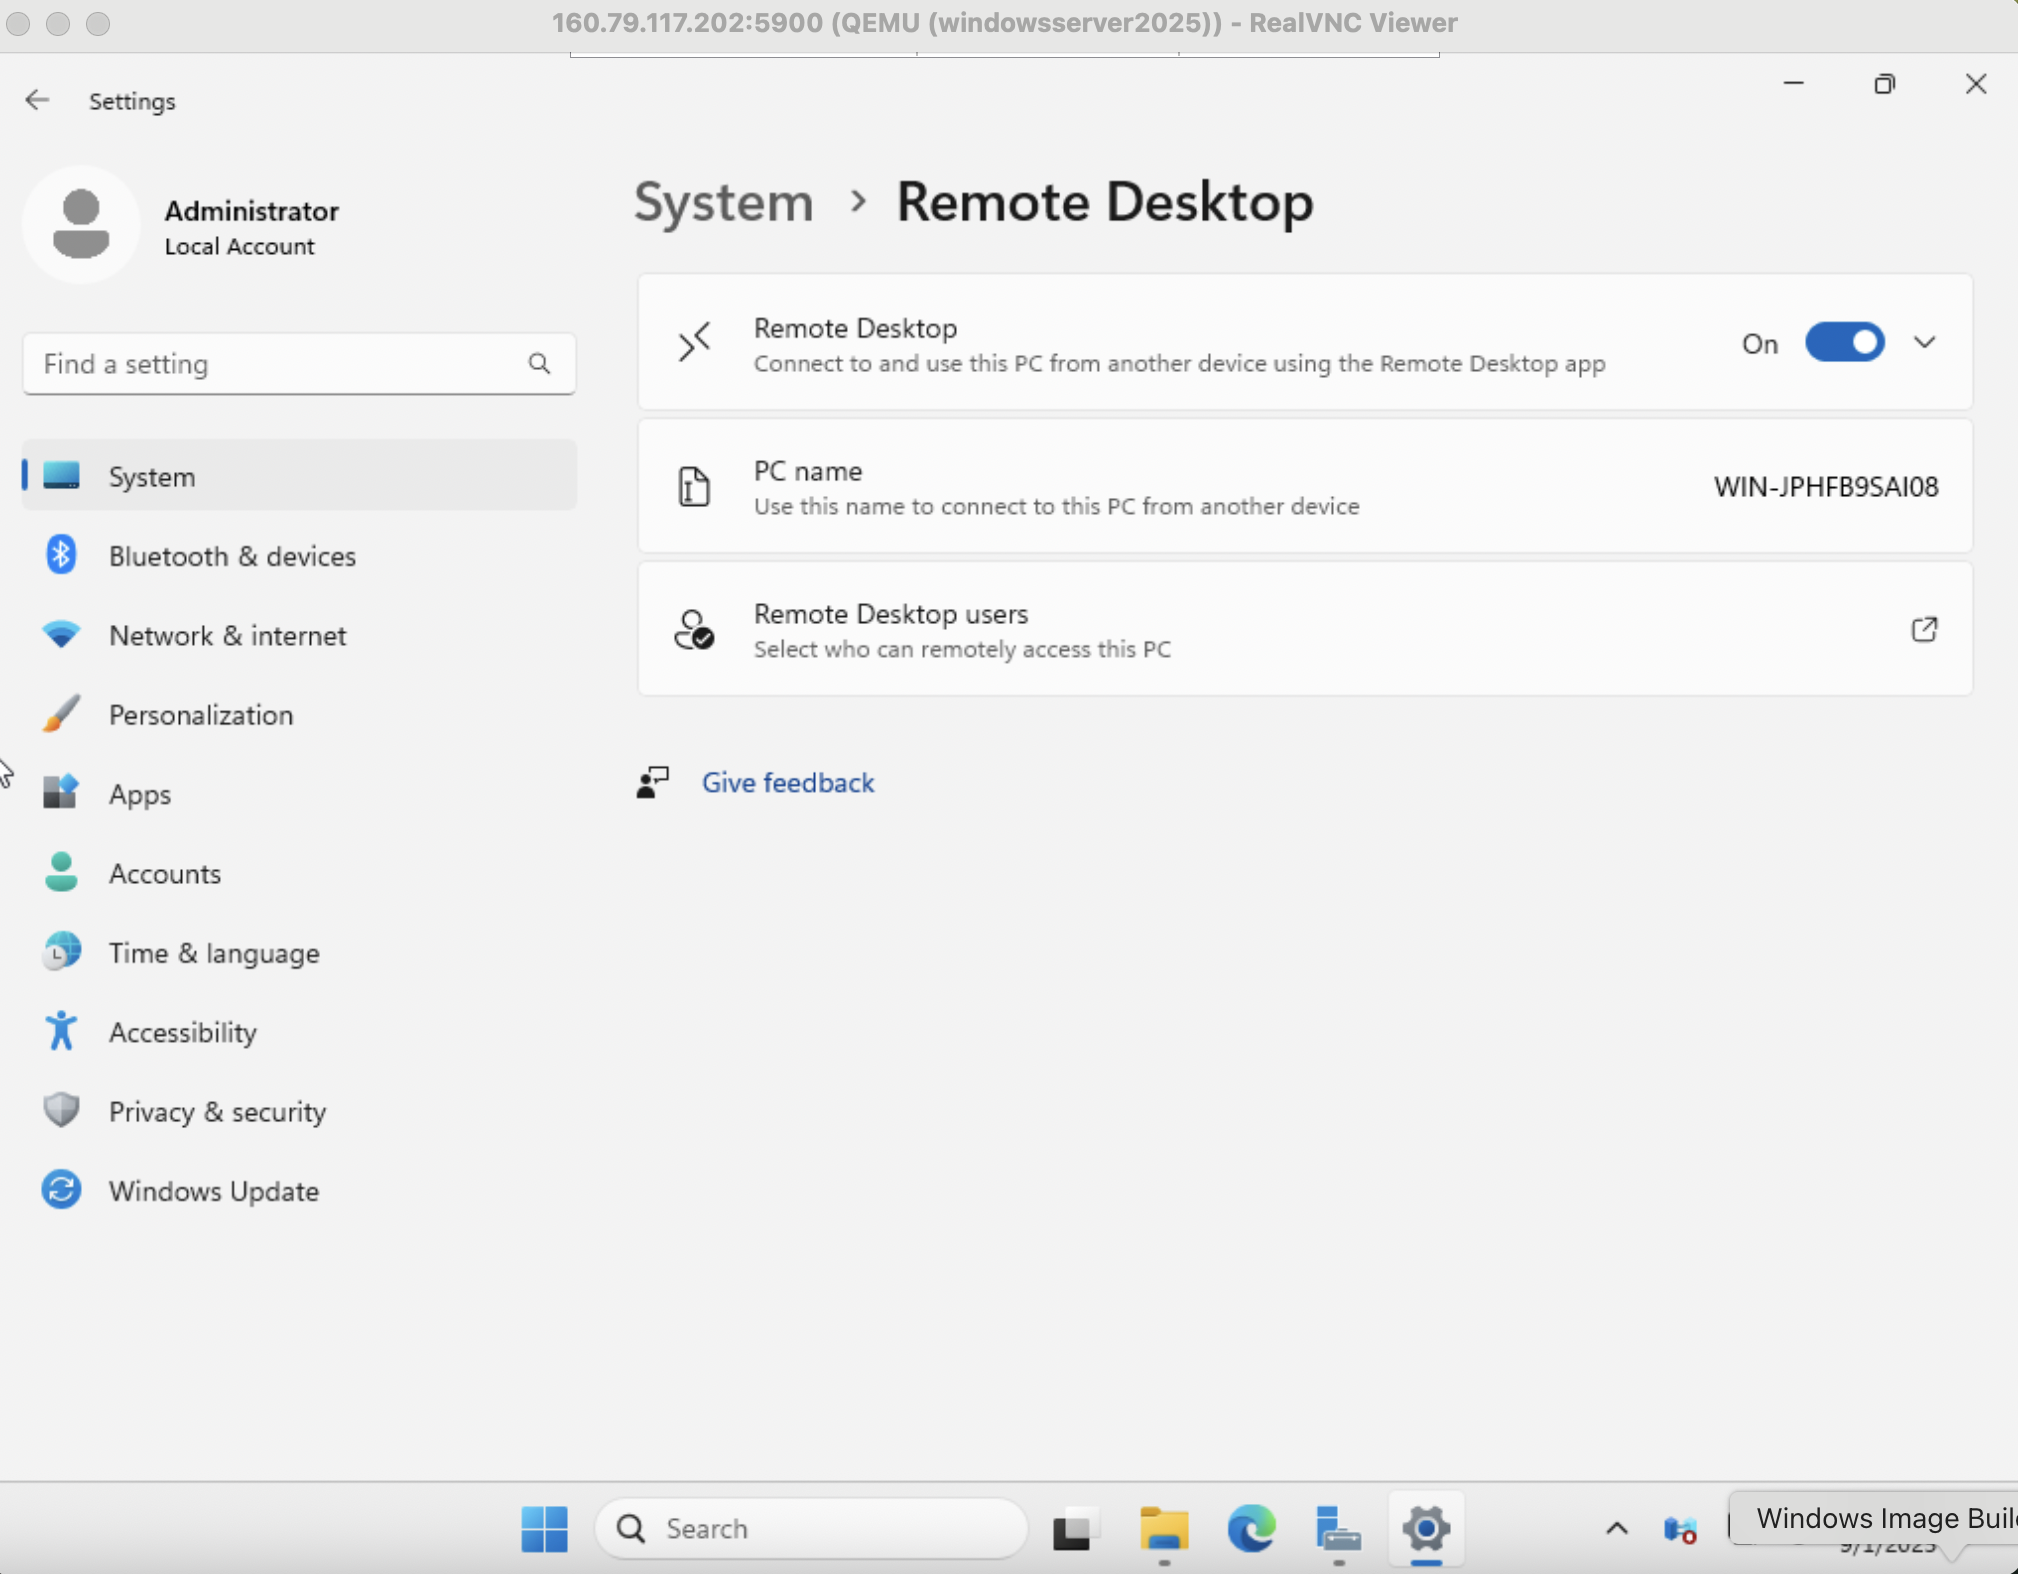 160.79.117.202:5900 (QEMU (windowsserver2025)) - RealVNC Viewer
Settings
Administrator
Local Account
Find a setting
System
Bluetooth & devices
Network & internet
Personalization
Apps
Accounts
Time & language
Accessibility
Privacy & security
Windows Update
System > Remote Desktop
Remote Desktop
Connect to and use this PC from another device using the Remote Desktop app
On
PC name
Use this name to connect to this PC from another device
WIN-JPHFB9SAI08
Remote Desktop users
Select who can remotely access this PC
Give feedback
Search
Windows Image Buil
9/1/2025